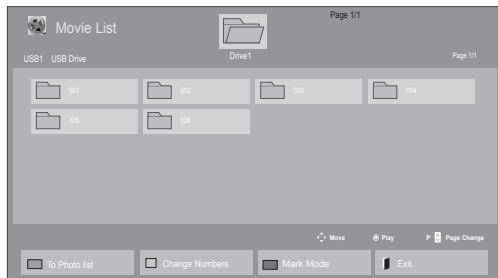 Page 1/1
Movie List
USB1 USB Drive
Drive1
Page 1/1
001 002 003 004
005 006
Move Play P Page Change
To Photo list Change Numbers Mark Mode Exit